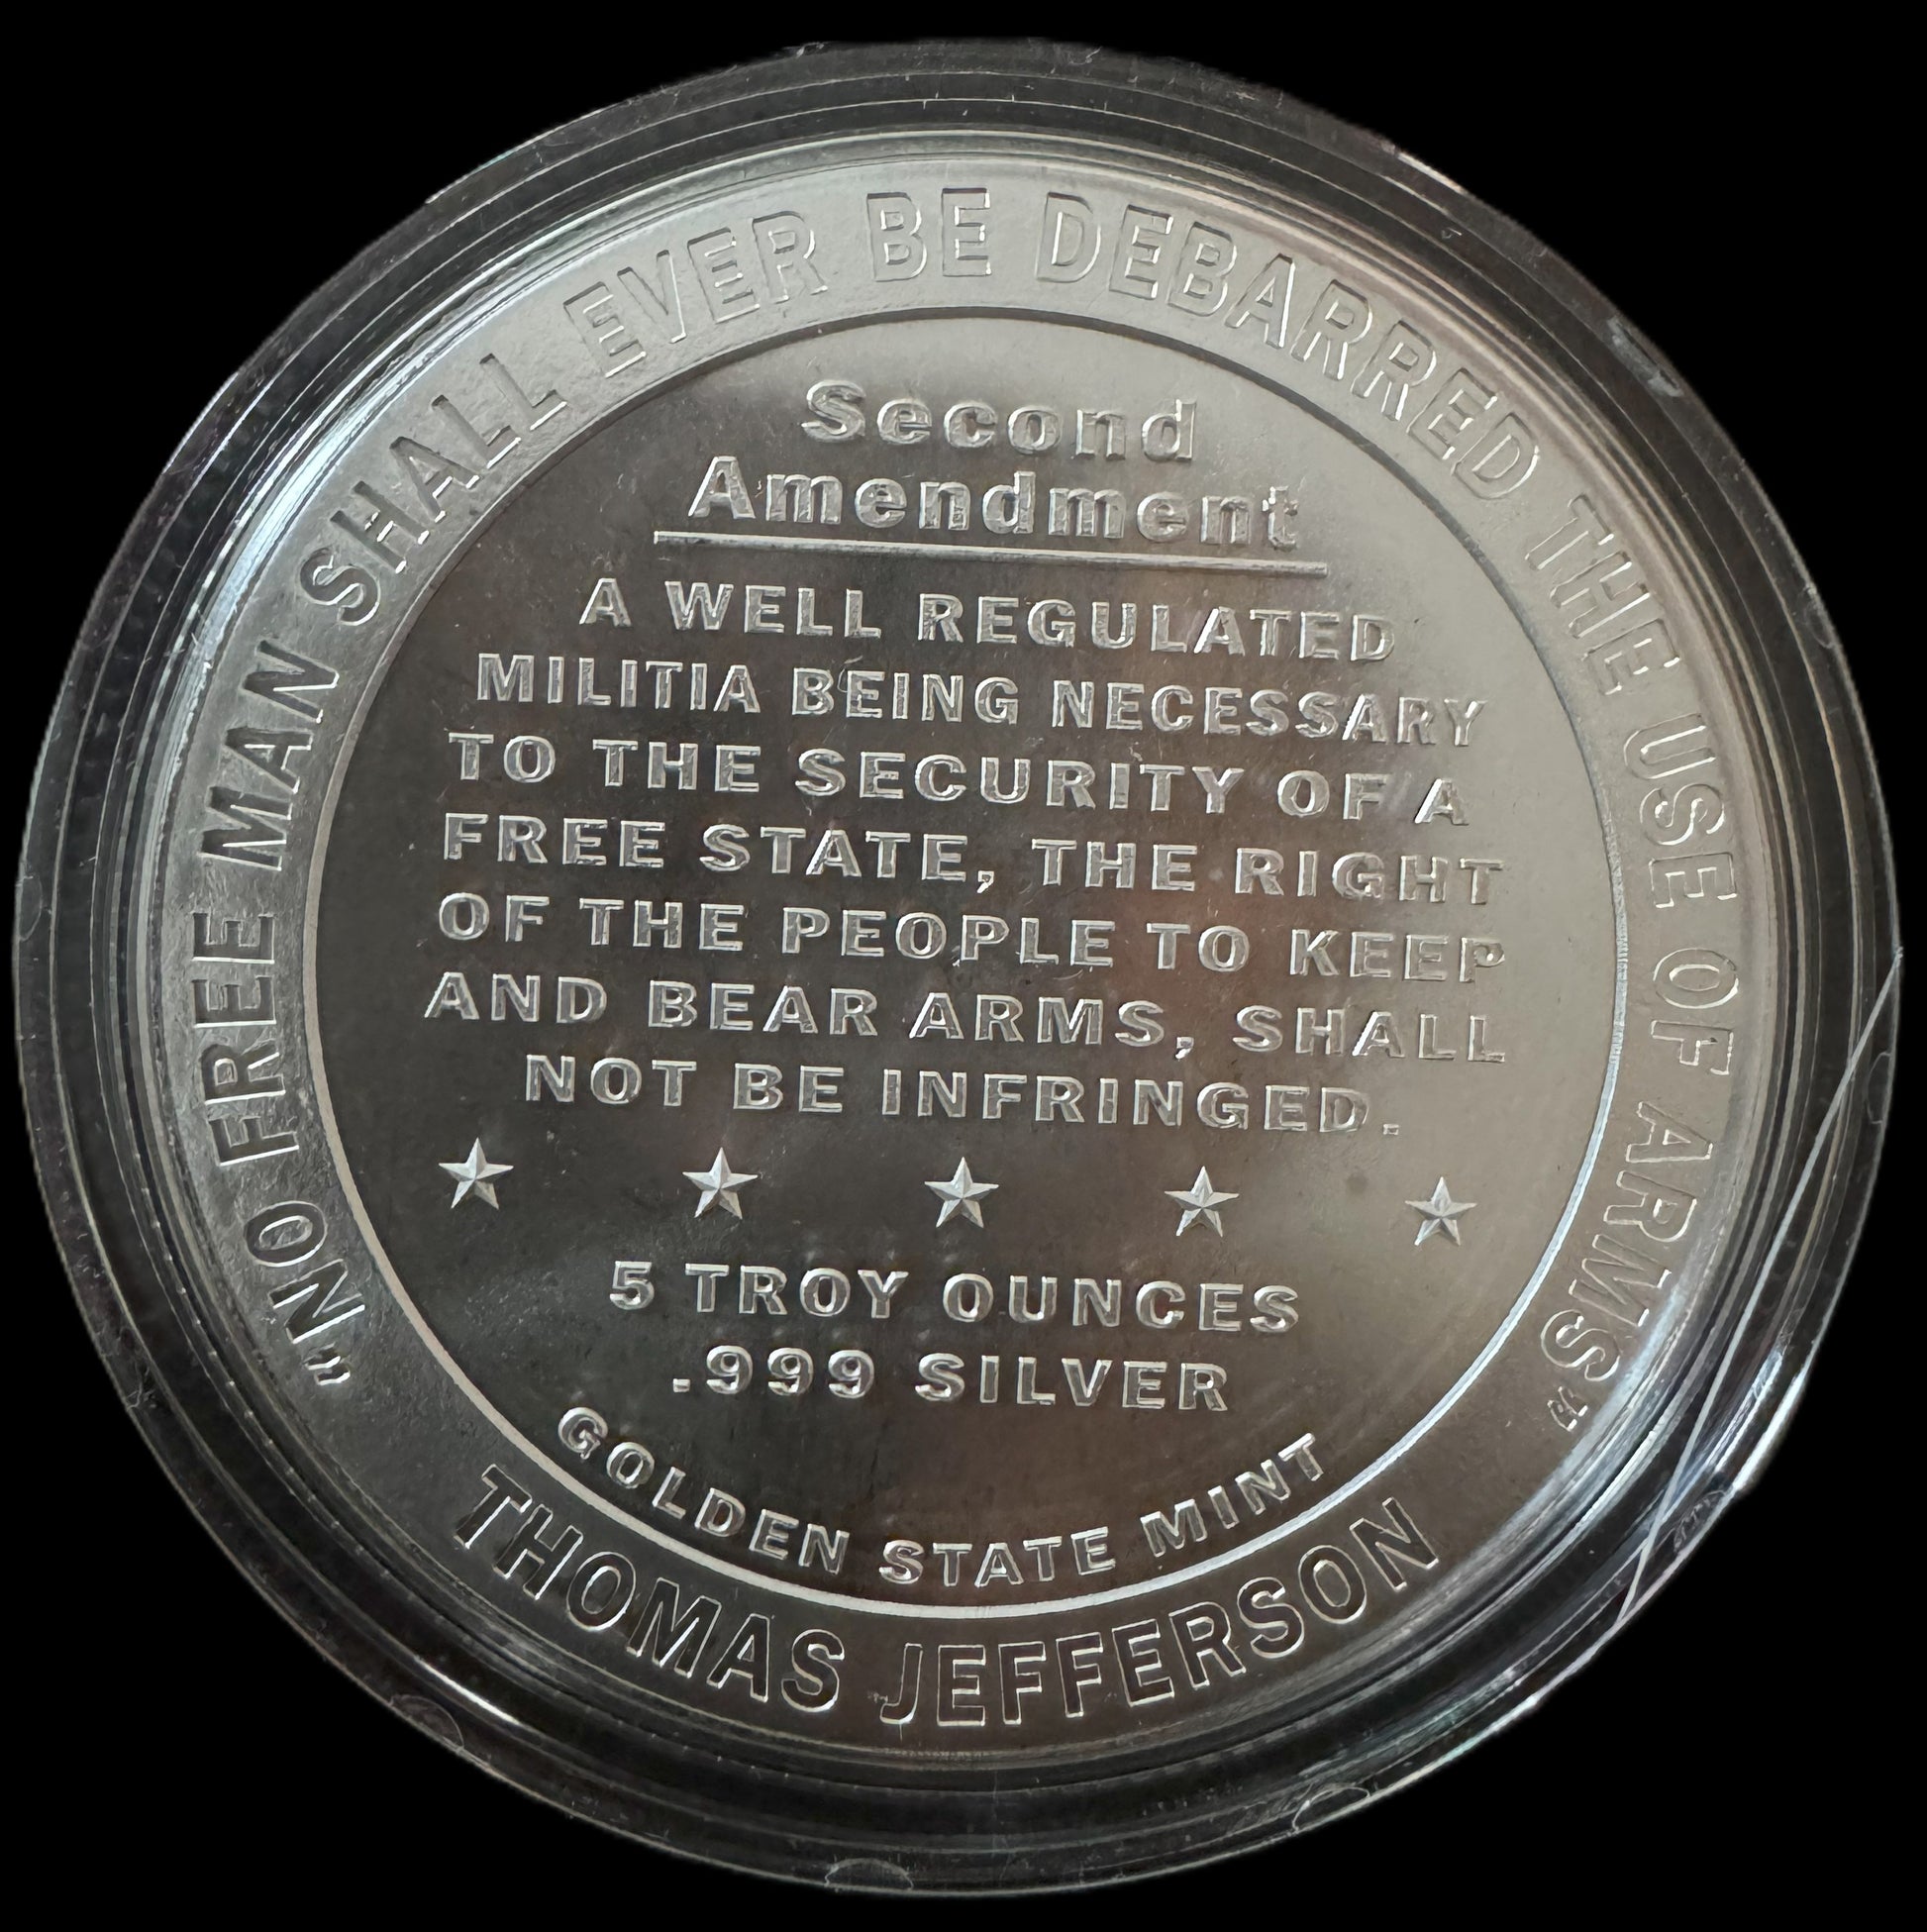 "NO FREE MAN SHALL EVER BE DEBARRED THE USE OF ARMS"
Second
Amendment
A WELL REGULATED
MILITIA BEING NECESSARY
TO THE SECURITY OF A
FREE STATE, THE RIGHT
OF THE PEOPLE TO KEEP
AND BEAR ARMS, SHALL
NOT BE INFRINGED.
5 TROY OUNCES
.999 SILVER
GOLDEN STATE MINT
THOMAS JEFFERSON